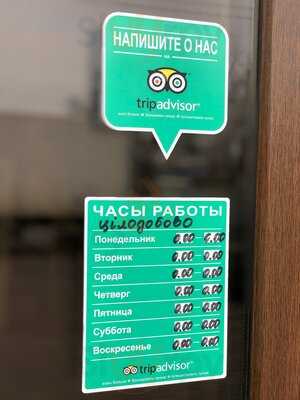 НАПИШИТЕ О НАС
на
tripadvisor
ЧАСЫ РАБОТЫ
цілодобово
Понедельник 0.00 - 0.00
Вторник 0.00 - 0.00
Среда 0.00 - 0.00
Четверг 0.00 - 0.00
Пятница 0.00 - 0.00
Суббота 0.00 - 0.00
Воскресенье 0.00 - 0.00
tripadvisor